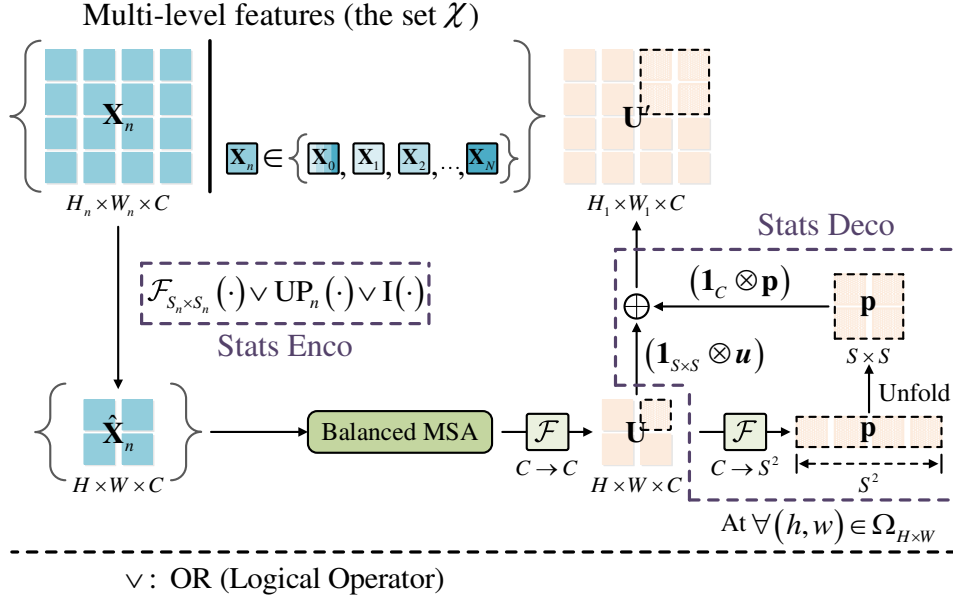 Multi-level features (the set 𝜒)
{ X_n | X_n ∈ { X_0, X_1, X_2, ..., X_N } }
U′
H_n × W_n × C
H_1 × W_1 × C
Stats Deco
F_{S_n×S_n}(·) ∨ UP_n(·) ∨ I(·)
Stats Enco
(1_C ⊗ p)
p
S × S
(1_{S×S} ⊗ u)
Unfold
{ X̂_n }
Balanced MSA
F
U
F
p
H × W × C
C → C
H × W × C
C → S^2
S^2
At ∀(h, w) ∈ Ω_{H×W}
∨ : OR (Logical Operator)